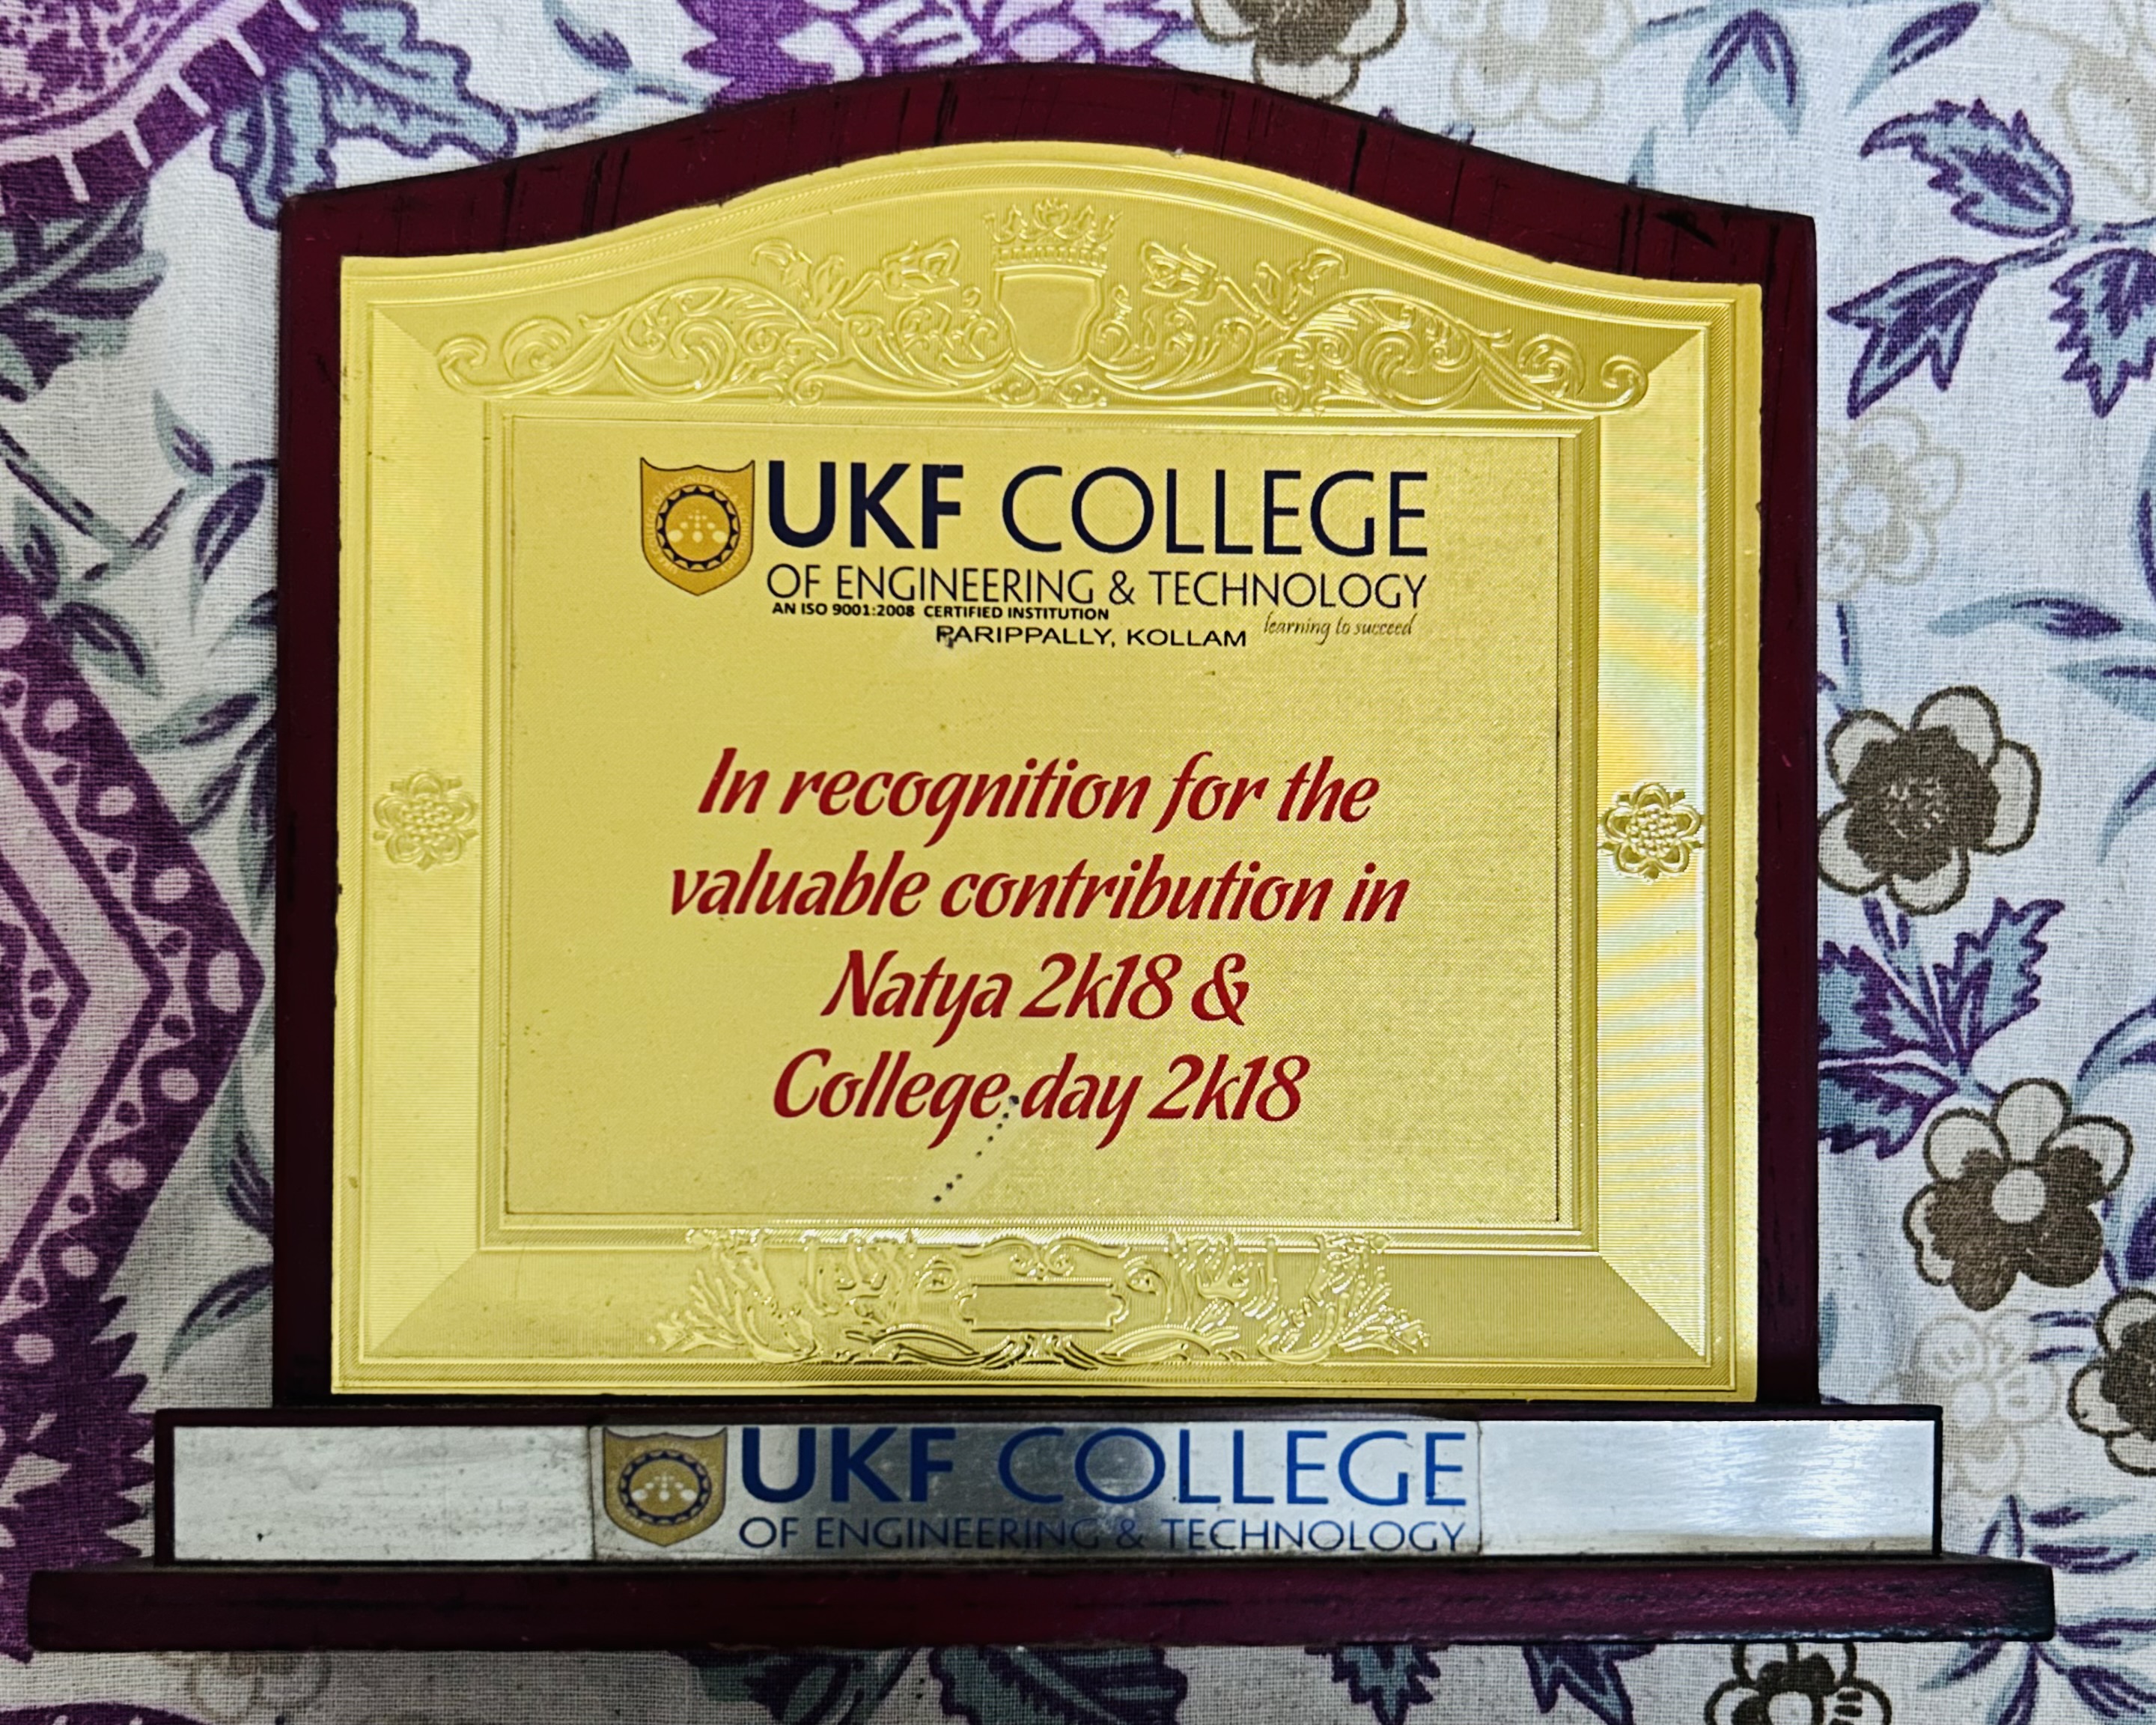 UKF COLLEGE
OF ENGINEERING & TECHNOLOGY
AN ISO 9001:2008 CERTIFIED INSTITUTION
learning to succeed
PARIPPALLY, KOLLAM
In recognition for the
valuable contribution in
Natya 2k18 &
College day 2k18
UKF COLLEGE
OF ENGINEERING & TECHNOLOGY